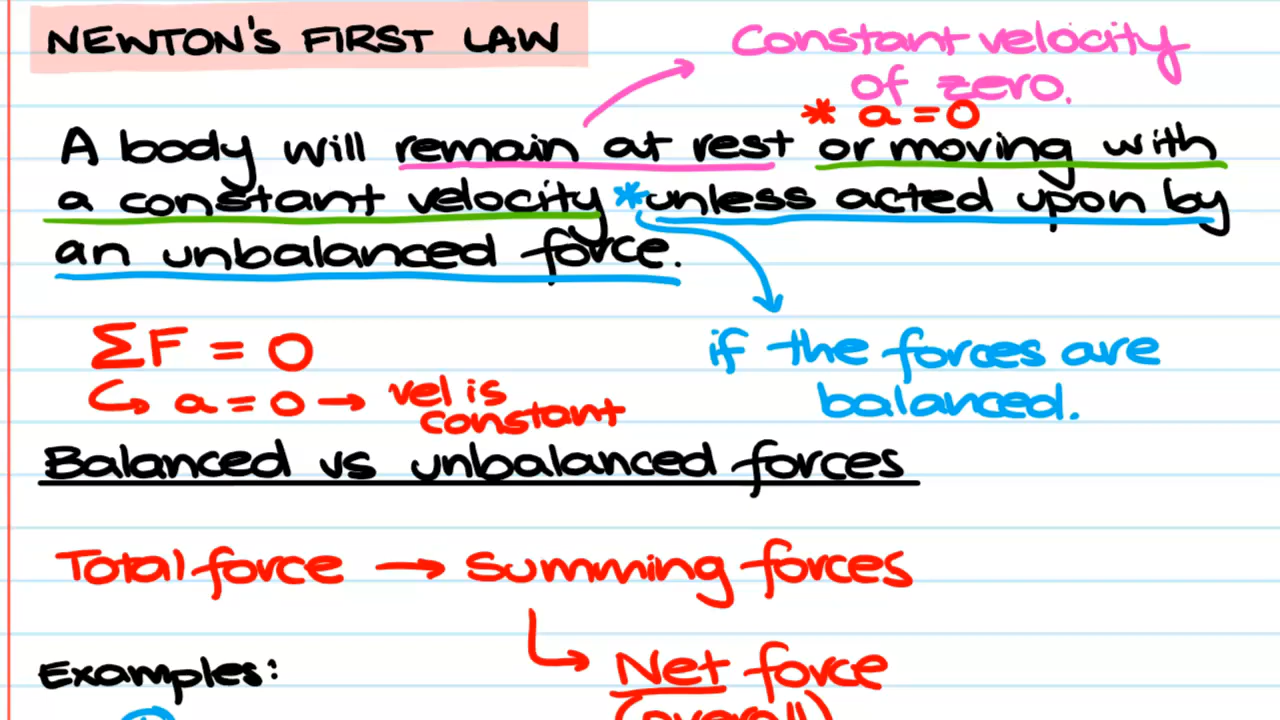 NEWTON'S FIRST LAW
Constant velocity
of zero.
* a = 0
A body will remain at rest or moving with
a constant velocity *unless acted upon by
an unbalanced force.
ΣF = 0
a = 0 → vel is
constant
if the forces are
balanced.
Balanced vs unbalanced forces
Total force → Summing forces
Net force
(overall)
Examples: